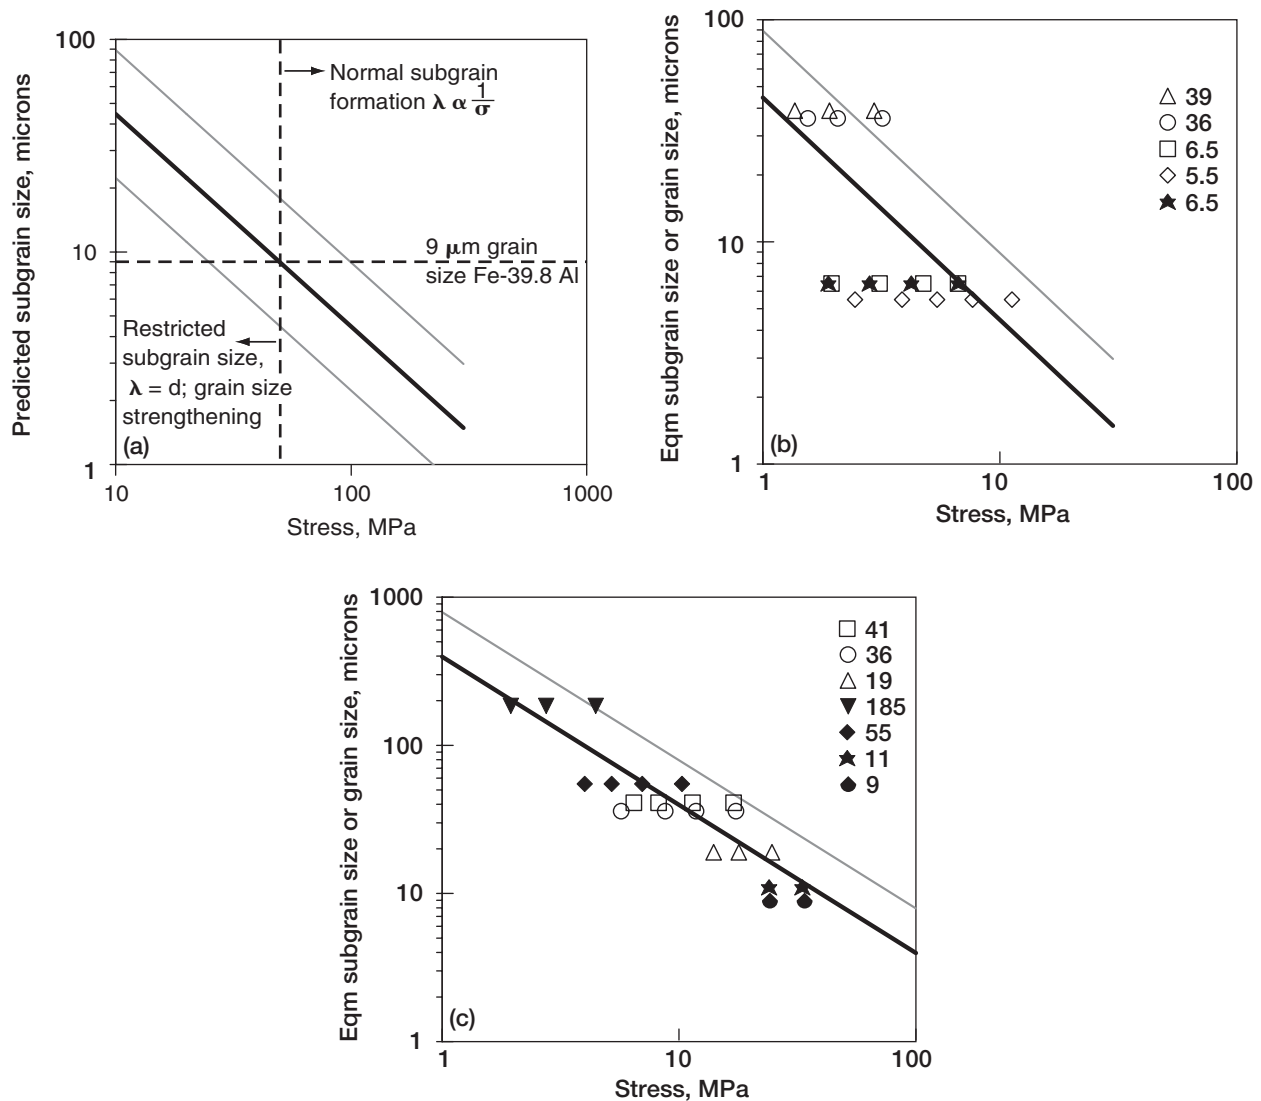 Predicted subgrain size, microns
100
10
1
Normal subgrain
formation λ α 1/σ
9 μm grain
size Fe-39.8 Al
Restricted
subgrain size,
λ = d; grain size
strengthening
(a)
10
100
1000
Stress, MPa
Eqm subgrain size or grain size, microns
100
10
1
39
36
6.5
5.5
6.5
(b)
1
10
100
Stress, MPa
Eqm subgrain size or grain size, microns
1000
100
10
1
41
36
19
185
55
11
9
(c)
1
10
100
Stress, MPa